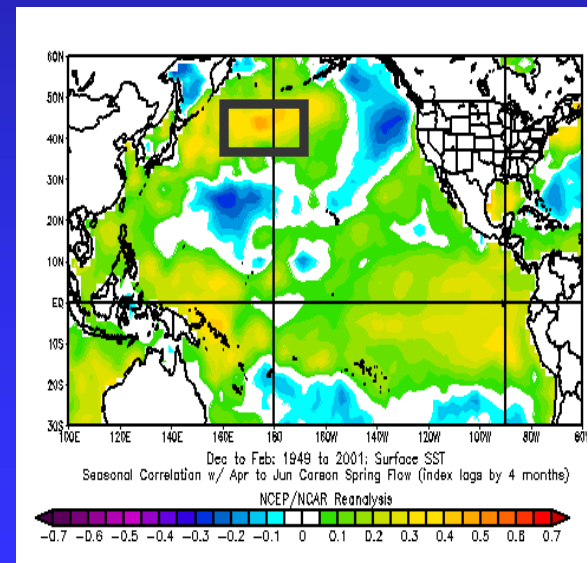 60N
50N
40N
30N
20N
10N
EQ
10S
20S
30S
100E 120E 140E 160E 180 160W 140W 120W 100W 80W 60W
Dec to Feb: 1949 to 2001: Surface SST
Seasonal Correlation w/ Apr to Jun Carson Spring Flow (index lags by 4 months)
NCEP/NCAR Reanalysis
-0.7 -0.6 -0.5 -0.4 -0.3 -0.2 -0.1 0 0.1 0.2 0.3 0.4 0.5 0.6 0.7